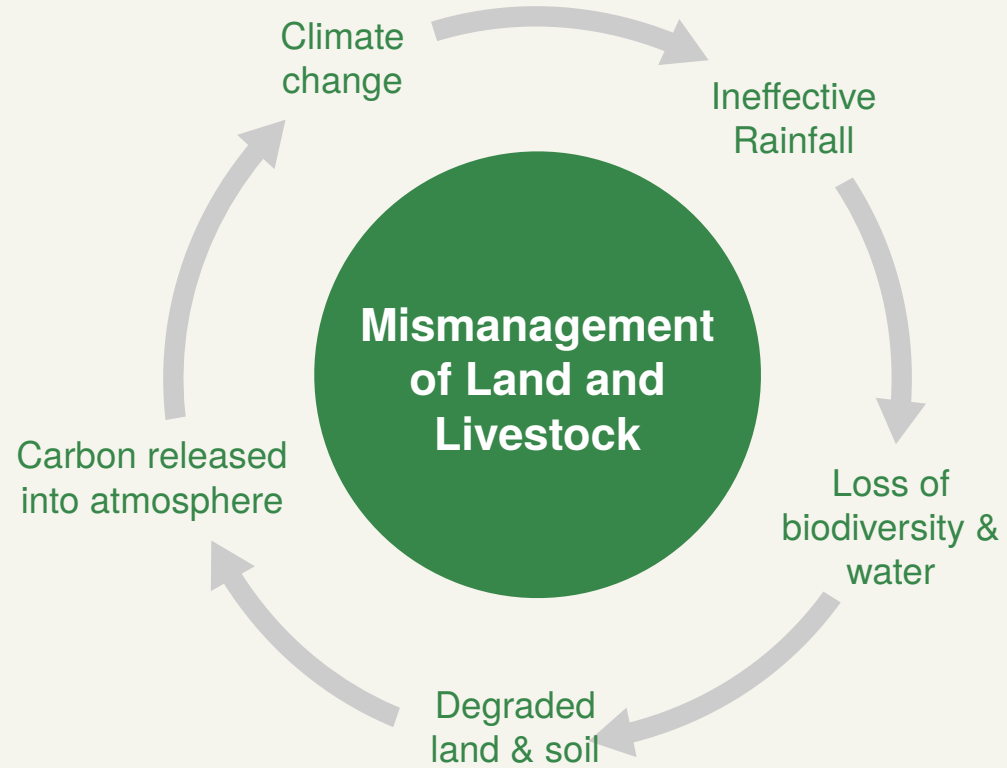 Climate
change
Ineffective
Rainfall
Mismanagement
of Land and
Livestock
Carbon released
into atmosphere
Loss of
biodiversity &
water
Degraded
land & soil